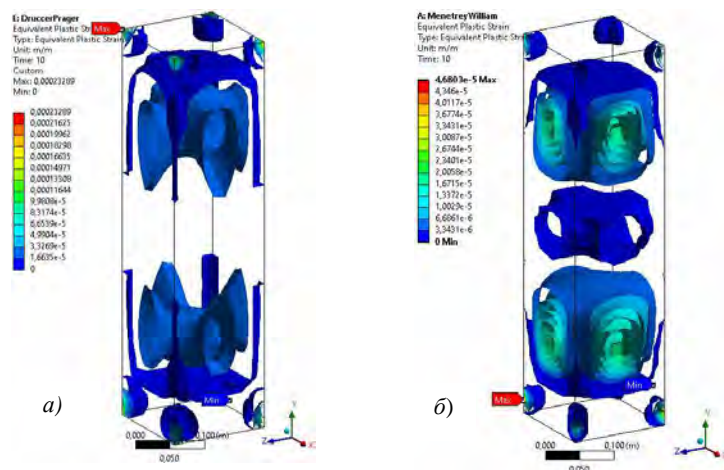 E: DruccerPrager
Equivalent Plastic Strain
Type: Equivalent Plastic Strain
Unit: m/m
Time: 10
Custom
Max: 0,00023289
Min: 0
0,00023289
0,00021625
0,00019962
0,00018298
0,00016635
0,00014971
0,00013308
0,00011644
9,9808e-5
8,3174e-5
6,6539e-5
4,9904e-5
3,3269e-5
1,6635e-5
0
Max
Min
а)
0,000
0,100 (m)
0,050
Y
Z
X
A: MenetreyWilliam
Equivalent Plastic Strain
Type: Equivalent Plastic Strain
Unit: m/m
Time: 10
4,6803e-5 Max
4,346e-5
4,0117e-5
3,6774e-5
3,3431e-5
3,0087e-5
2,6744e-5
2,3401e-5
2,0058e-5
1,6715e-5
1,3372e-5
1,0029e-5
6,6861e-6
3,3431e-6
0 Min
Min
Max
б)
0,000
0,100 (m)
0,050
Y
Z
X